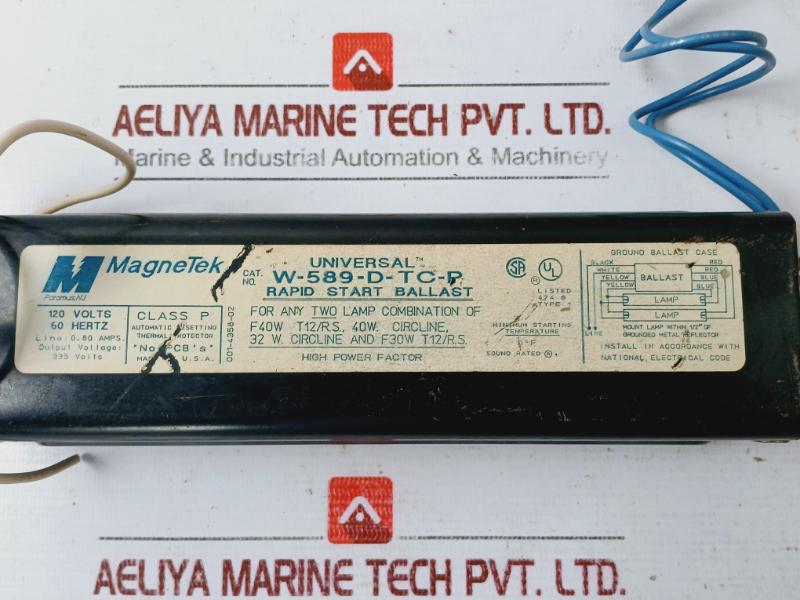 AELIYA MARINE TECH PVT. LTD.
Marine & Industrial Automation & Machinery
M MagneTek
Paramus, NJ
120 VOLTS
60 HERTZ
Line: 0.80 AMPS.
Output Voltage:
335 Volts
CLASS P
AUTOMATIC
THERMAL PROTECTOR
"No PCB's"
U.S.A.
001-4358-02
UNIVERSAL™
CAT. NO. W-589-D-TC-P
RAPID START BALLAST
FOR ANY TWO LAMP COMBINATION OF
F40W T12/R.S., 40W. CIRCLINE,
32 W. CIRCLINE AND F30W T12/R.S.
HIGH POWER FACTOR
SA UL ®
LISTED
TYPE 1
MINIMUM STARTING
TEMPERATURE
°F
SOUND RATED A.
GROUND BALLAST CASE
BLACK
WHITE
YELLOW
YELLOW
BALLAST
RED
RED
BLUE
BLUE
LAMP
LAMP
LINE
MOUNT LAMP WITHIN 1/2" OF
GROUNDED METAL REFLECTOR
INSTALL IN ACCORDANCE WITH
NATIONAL ELECTRICAL CODE
AELIYA MARINE TECH PVT. LTD.